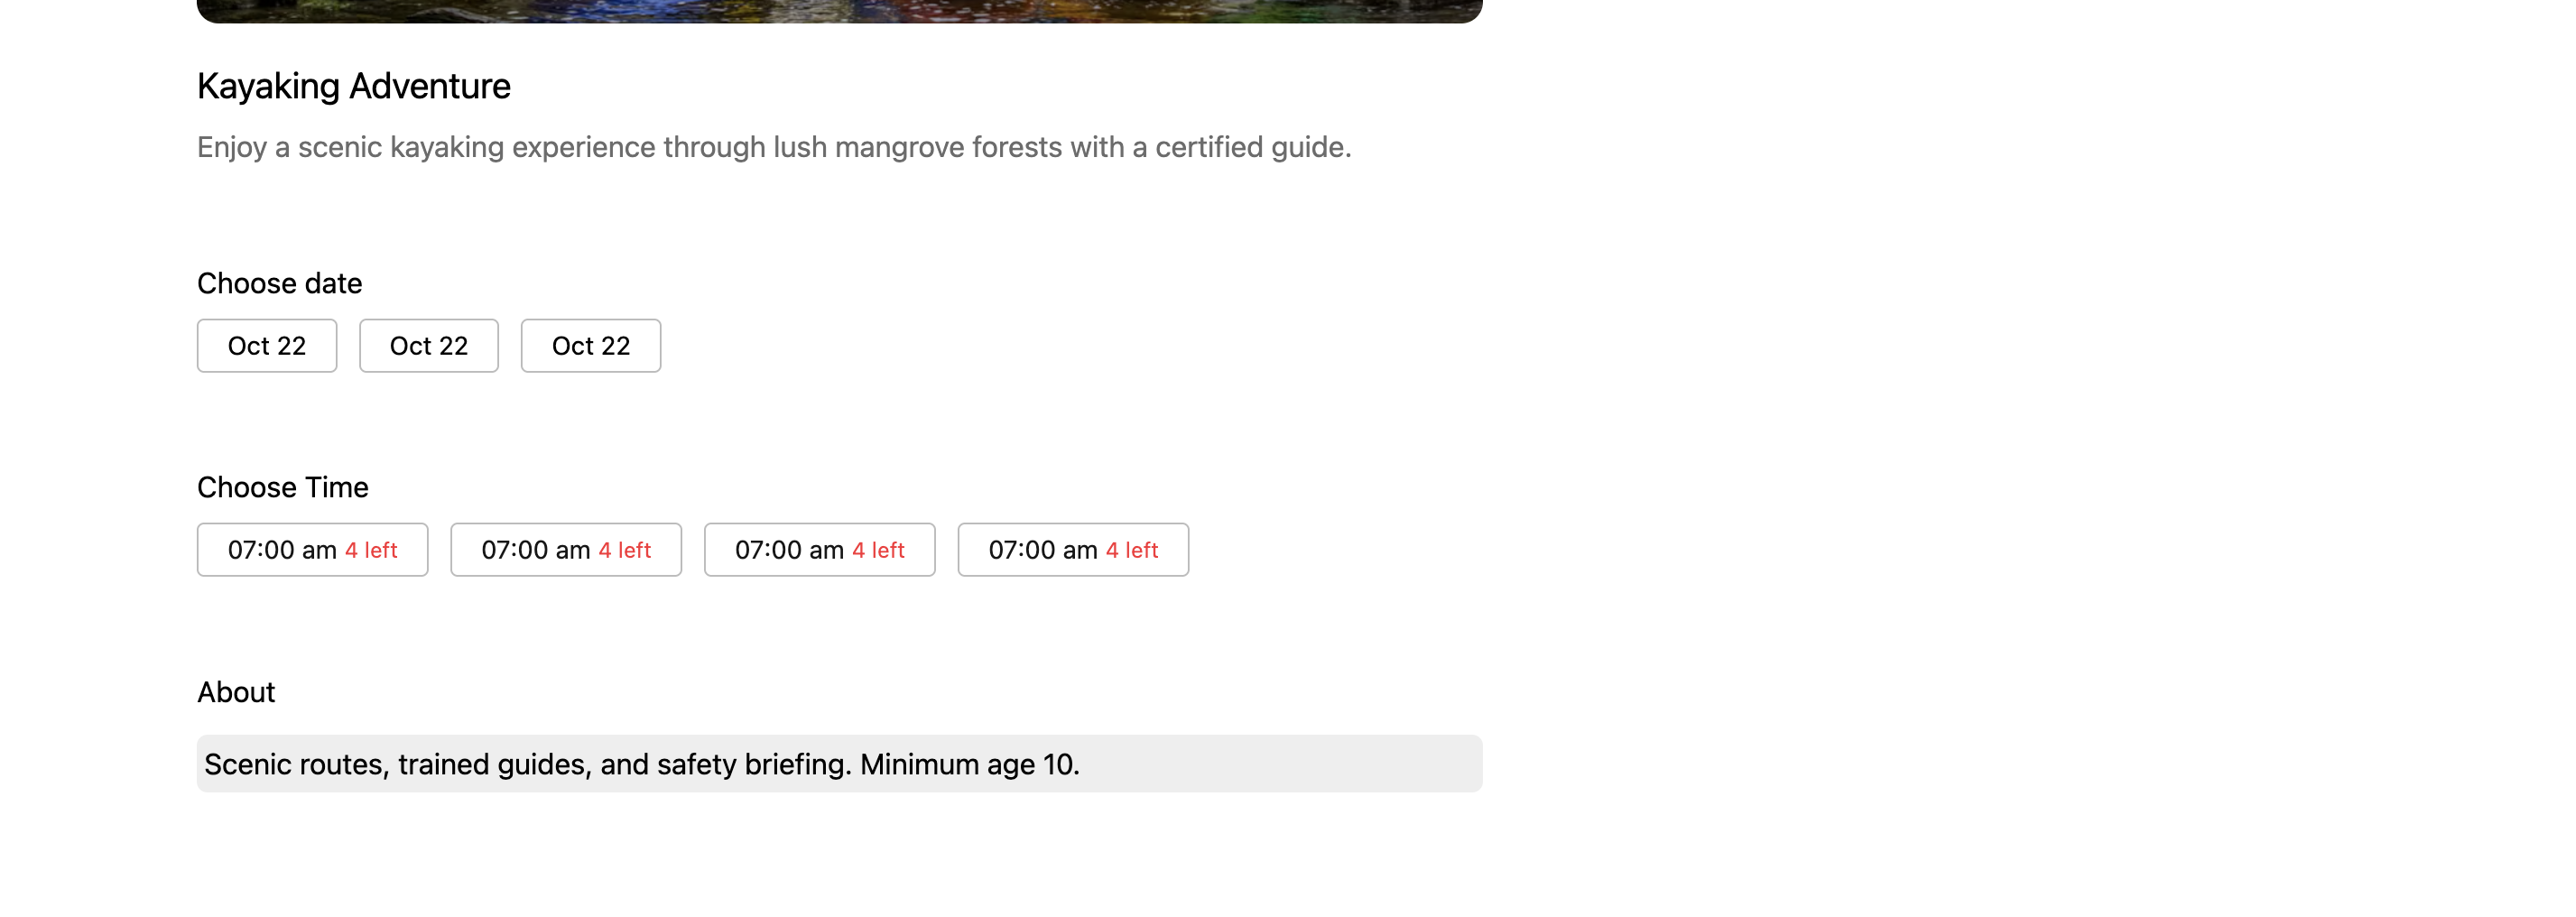 Kayaking Adventure
Enjoy a scenic kayaking experience through lush mangrove forests with a certified guide.
Choose date
Oct 22 Oct 22 Oct 22
Choose Time
07:00 am 4 left 07:00 am 4 left 07:00 am 4 left 07:00 am 4 left
About
Scenic routes, trained guides, and safety briefing. Minimum age 10.